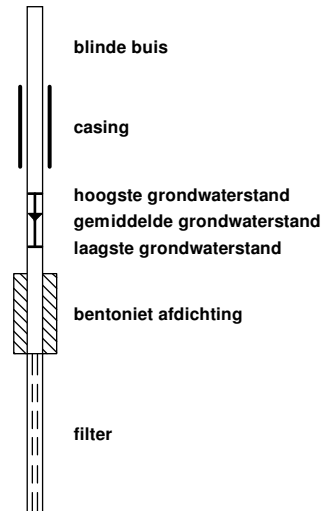 blinde buis
casing
hoogste grondwaterstand
gemiddelde grondwaterstand
laagste grondwaterstand
bentoniet afdichting
filter